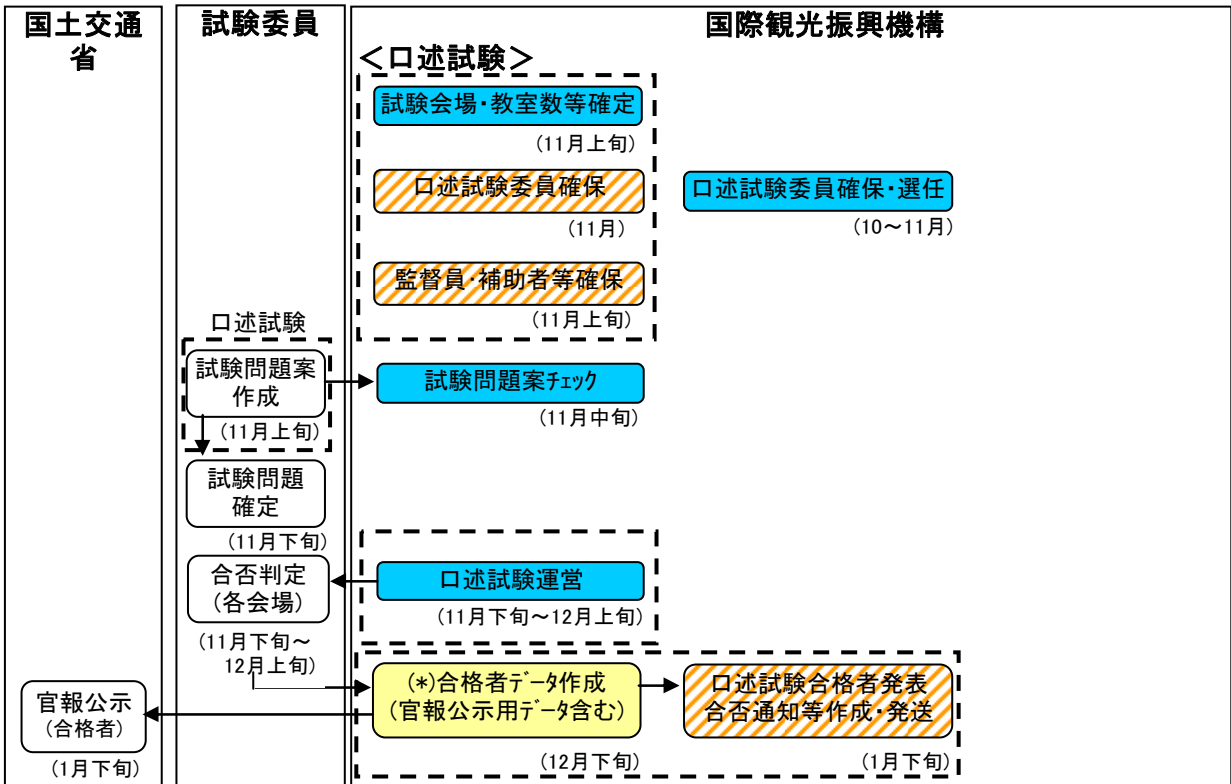 国土交通
省
試験委員
国際観光振興機構
＜口述試験＞
試験会場・教室数等確定
(11月上旬)
口述試験委員確保
(11月)
口述試験委員確保・選任
(10～11月)
監督員・補助者等確保
(11月上旬)
口述試験
試験問題案
作成
(11月上旬)
試験問題案ﾁｪｯｸ
(11月中旬)
試験問題
確定
(11月下旬)
合否判定
(各会場)
(11月下旬～
12月上旬)
口述試験運営
(11月下旬～12月上旬)
(*)合格者ﾃﾞｰﾀ作成
(官報公示用ﾃﾞｰﾀ含む)
(12月下旬)
口述試験合格者発表
合否通知等作成・発送
(1月下旬)
官報公示
(合格者)
(1月下旬)